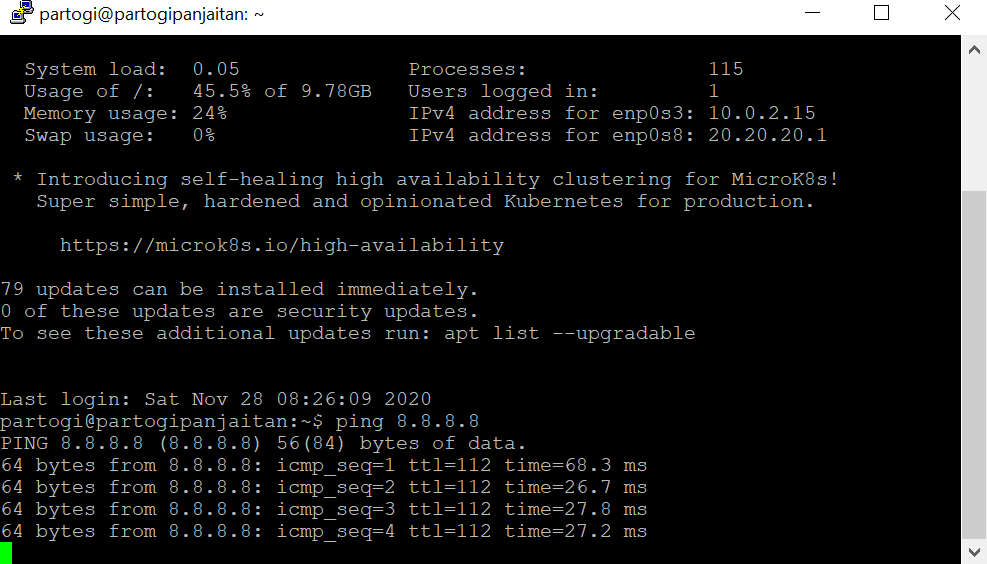 partogi@partogipanjaitan: ~
System load:  0.05              Processes:               115
Usage of /:   45.5% of 9.78GB   Users logged in:         1
Memory usage: 24%               IPv4 address for enp0s3: 10.0.2.15
Swap usage:   0%                IPv4 address for enp0s8: 20.20.20.1
* Introducing self-healing high availability clustering for MicroK8s!
Super simple, hardened and opinionated Kubernetes for production.
https://microk8s.io/high-availability
79 updates can be installed immediately.
0 of these updates are security updates.
To see these additional updates run: apt list --upgradable
Last login: Sat Nov 28 08:26:09 2020
partogi@partogipanjaitan:~$ ping 8.8.8.8
PING 8.8.8.8 (8.8.8.8) 56(84) bytes of data.
64 bytes from 8.8.8.8: icmp_seq=1 ttl=112 time=68.3 ms
64 bytes from 8.8.8.8: icmp_seq=2 ttl=112 time=26.7 ms
64 bytes from 8.8.8.8: icmp_seq=3 ttl=112 time=27.8 ms
64 bytes from 8.8.8.8: icmp_seq=4 ttl=112 time=27.2 ms